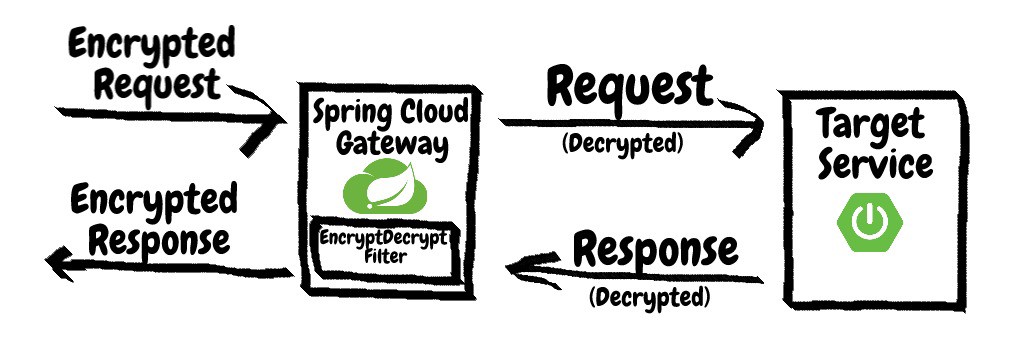 Encrypted
Request
Spring Cloud
Gateway
EncryptDecrypt
Filter
Encrypted
Response
Request
(Decrypted)
Response
(Decrypted)
Target
Service